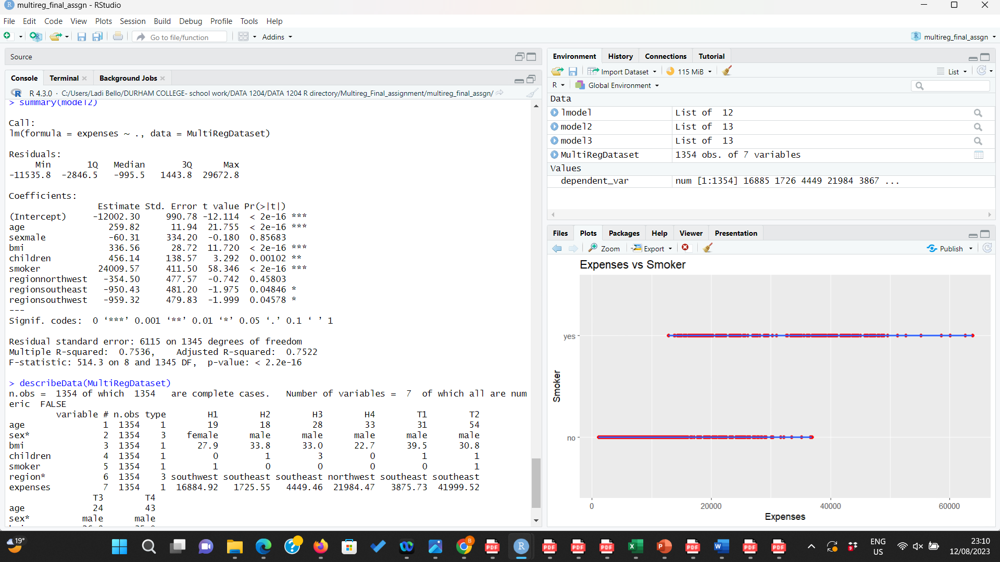 multireg_final_assgn - RStudio
File Edit Code View Plots Session Build Debug Profile Tools Help
Go to file/function Addins multireg_final_assgn
Source
Console Terminal Background Jobs
R 4.3.0 · C:/Users/Ladi Bello/DURHAM COLLEGE- school work/DATA 1204/DATA 1204 R directory/Multireg_Final_assignment/multireg_final_assgn/
> summary(model2)
Call:
lm(formula = expenses ~ ., data = MultiRegDataset)
Residuals:
Min 1Q Median 3Q Max
-11535.8 -2846.5 -995.5 1443.8 29672.8
Coefficients:
Estimate Std. Error t value Pr(>|t|)
(Intercept) -12002.30 990.78 -12.114 < 2e-16 ***
age 259.82 11.94 21.755 < 2e-16 ***
sexmale -60.31 334.20 -0.180 0.85683
bmi 336.56 28.72 11.720 < 2e-16 ***
children 456.14 138.57 3.292 0.00102 **
smoker 24009.57 411.50 58.346 < 2e-16 ***
regionnorthwest -354.50 477.57 -0.742 0.45803
regionsoutheast -950.43 481.20 -1.975 0.04846 *
regionsouthwest -959.32 479.83 -1.999 0.04578 *
---
Signif. codes: 0 ‘***’ 0.001 ‘**’ 0.01 ‘*’ 0.05 ‘.’ 0.1 ‘ ’ 1
Residual standard error: 6115 on 1345 degrees of freedom
Multiple R-squared: 0.7536, Adjusted R-squared: 0.7522
F-statistic: 514.3 on 8 and 1345 DF, p-value: < 2.2e-16
> describeData(MultiRegDataset)
n.obs = 1354 of which 1354 are complete cases. Number of variables = 7 of which all are num
eric FALSE
variable # n.obs type H1 H2 H3 H4 T1 T2
age 1 1354 1 19 18 28 33 31 54
sex* 2 1354 3 female male male male male male
bmi 3 1354 1 27.9 33.8 33.0 22.7 39.5 30.8
children 4 1354 1 0 1 3 0 1 1
smoker 5 1354 1 1 0 0 0 0 1
region* 6 1354 3 southwest southeast southeast northwest southeast southeast
expenses 7 1354 1 16884.92 1725.55 4449.46 21984.47 3875.73 41999.52
T3 T4
age 24 43
sex* male male
Environment History Connections Tutorial
Import Dataset 115 MiB List
R Global Environment
Data
lmodel List of 12
model2 List of 13
model3 List of 13
MultiRegDataset 1354 obs. of 7 variables
Values
dependent_var num [1:1354] 16885 1726 4449 21984 3867 ...
Files Plots Packages Help Viewer Presentation
Zoom Export Publish
Expenses vs Smoker
yes
Smoker
no
0 20000 40000 60000
Expenses
19°
ENG
US
23:10
12/08/2023